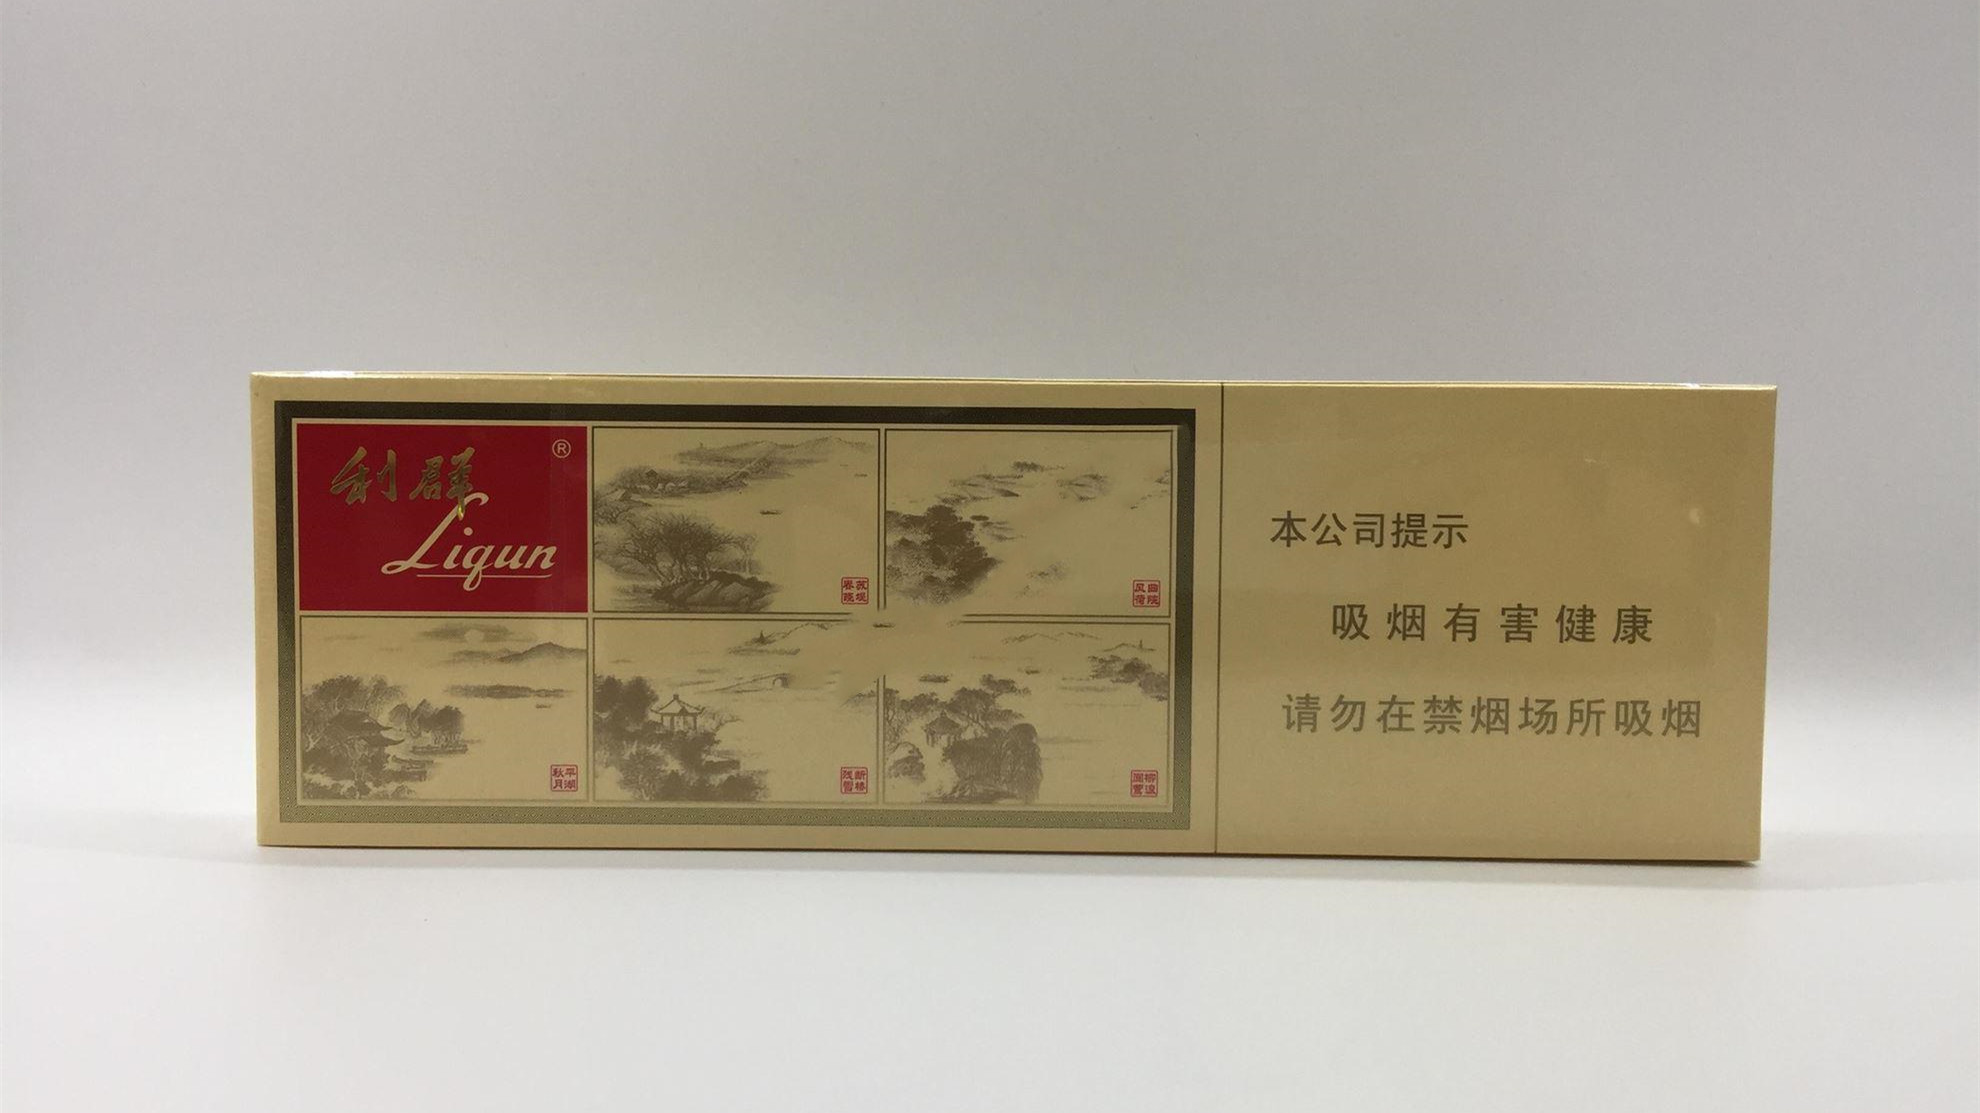 利群
®
Liqun
苏堤
春晓
曲院
风荷
平湖
秋月
断桥
残雪
柳浪
闻莺
本公司提示
吸烟有害健康
请勿在禁烟场所吸烟